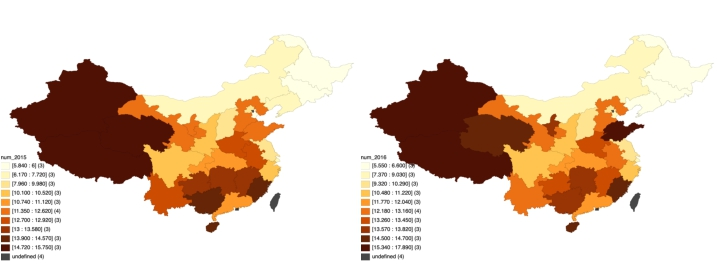 num_2015
[5.840 : 6] (3)
[6.170 : 7.720] (3)
[7.960 : 9.980] (3)
[10.100 : 10.520] (3)
[10.740 : 11.120] (3)
[11.350 : 12.620] (4)
[12.700 : 12.920] (3)
[13 : 13.580] (3)
[13.900 : 14.570] (3)
[14.720 : 15.750] (3)
undefined (4)
num_2016
[5.550 : 6.600] (3)
[7.370 : 9.030] (3)
[9.320 : 10.290] (3)
[10.480 : 11.220] (3)
[11.770 : 12.040] (3)
[12.180 : 13.160] (4)
[13.260 : 13.450] (3)
[13.570 : 13.820] (3)
[14.500 : 14.700] (3)
[15.340 : 17.890] (3)
undefined (4)